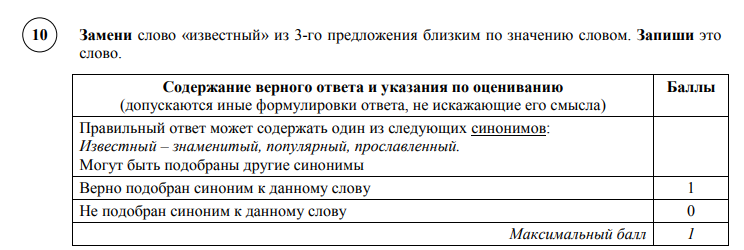 10 Замени слово «известный» из 3-го предложения близким по значению словом. Запиши это
слово.
Содержание верного ответа и указания по оцениванию
(допускаются иные формулировки ответа, не искажающие его смысла)
Баллы
Правильный ответ может содержать один из следующих синонимов:
Известный – знаменитый, популярный, прославленный.
Могут быть подобраны другие синонимы
Верно подобран синоним к данному слову 1
Не подобран синоним к данному слову 0
Максимальный балл 1